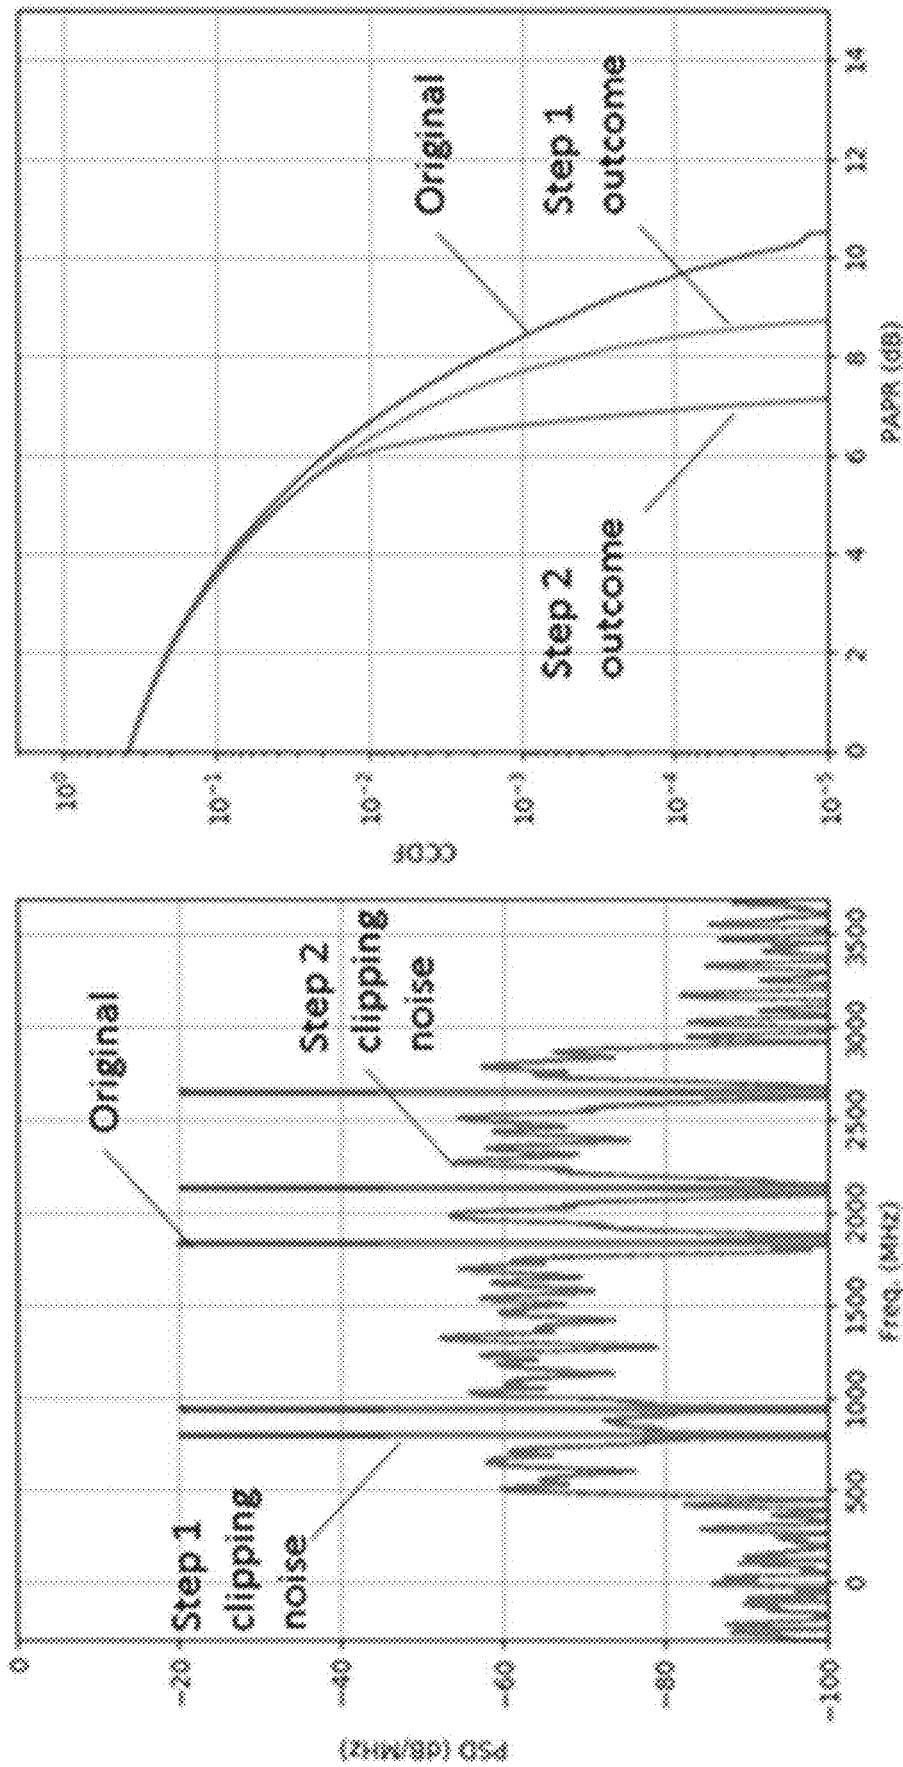 0
−20
−40
−60
−80
−100
PSD (dB/MHz)
0
500
1000
1500
2000
2500
3000
3500
Freq. (MHz)
Step 1
clipping
noise
Original
Step 2
clipping
noise
10⁰
10⁻¹
10⁻²
10⁻³
10⁻⁴
10⁻⁵
CCDF
0
2
4
6
8
10
12
14
PAPR (dB)
Original
Step 1
outcome
Step 2
outcome